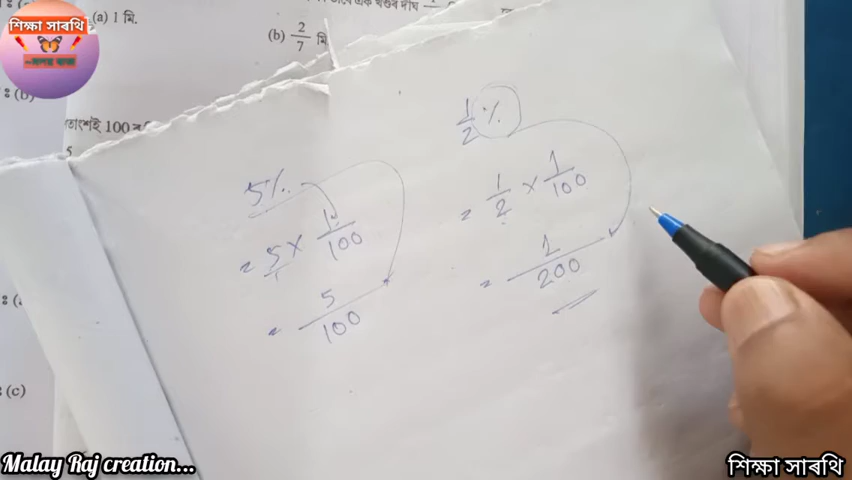 শিক্ষা সাৰথি
(a) 1 মি.
(b) 2/7 মি
(b)
100 ৰ
5%
= 5 × 1/100
= 5/100
1/2 %
= 1/2 × 1/100
= 1/200
(c)
Malay Raj creation...
শিক্ষা সাৰথি